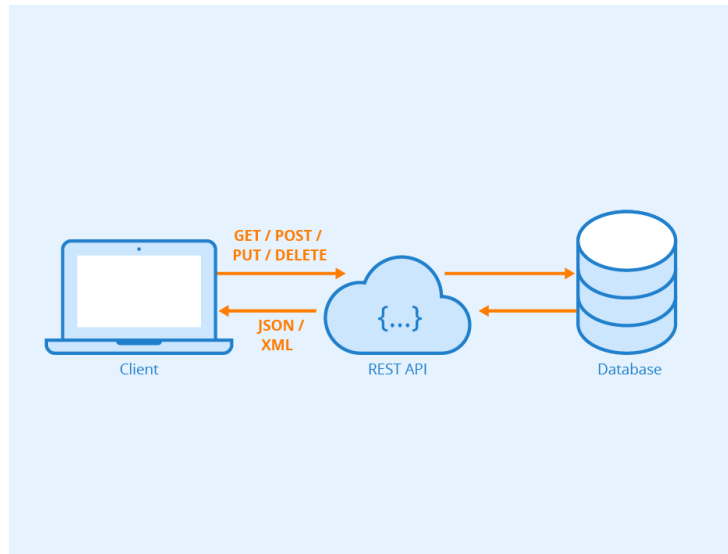 GET / POST /
PUT / DELETE
JSON /
XML
{...}
Client
REST API
Database